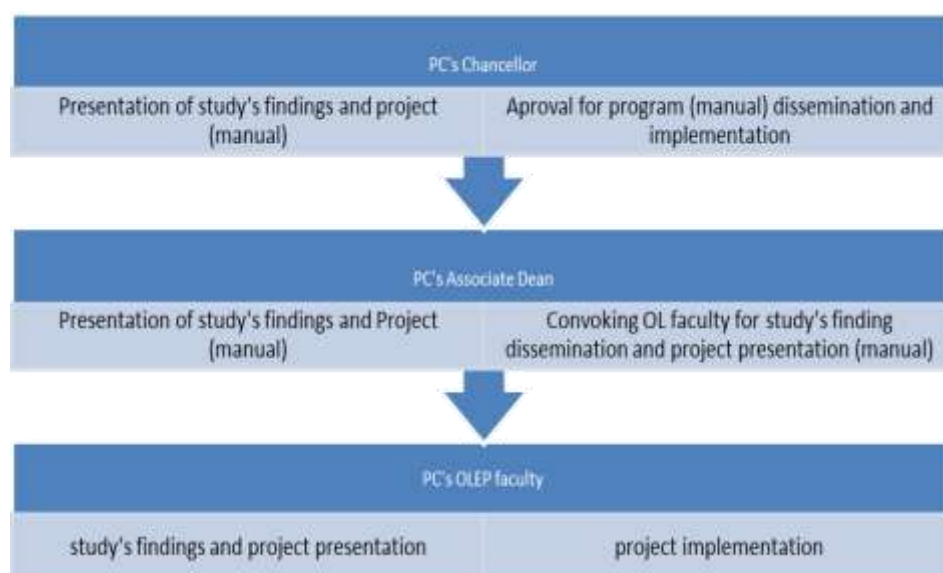 PC's Chancellor
Presentation of study's findings and project
(manual)
Aproval for program (manual) dissemination and
implementation
PC's Associate Dean
Presentation of study's findings and Project
(manual)
Convoking OL faculty for study's finding
dissemination and project presentation (manual)
PC's OLEP faculty
study's findings and project presentation
project implementation